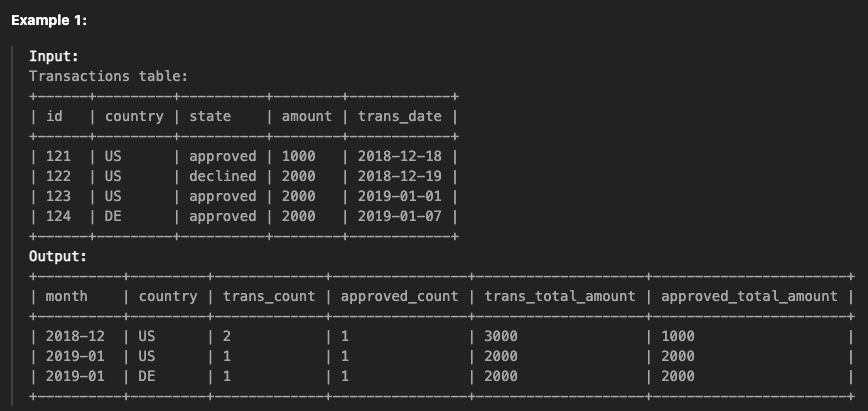 Example 1:
Input:
Transactions table:
+------+---------+----------+--------+------------+
| id   | country | state    | amount | trans_date |
+------+---------+----------+--------+------------+
| 121  | US      | approved | 1000   | 2018-12-18 |
| 122  | US      | declined | 2000   | 2018-12-19 |
| 123  | US      | approved | 2000   | 2019-01-01 |
| 124  | DE      | approved | 2000   | 2019-01-07 |
+------+---------+----------+--------+------------+
Output:
+----------+---------+-------------+----------------+--------------------+-----------------------+
| month    | country | trans_count | approved_count | trans_total_amount | approved_total_amount |
+----------+---------+-------------+----------------+--------------------+-----------------------+
| 2018-12  | US      | 2           | 1              | 3000               | 1000                  |
| 2019-01  | US      | 1           | 1              | 2000               | 2000                  |
| 2019-01  | DE      | 1           | 1              | 2000               | 2000                  |
+----------+---------+-------------+----------------+--------------------+-----------------------+